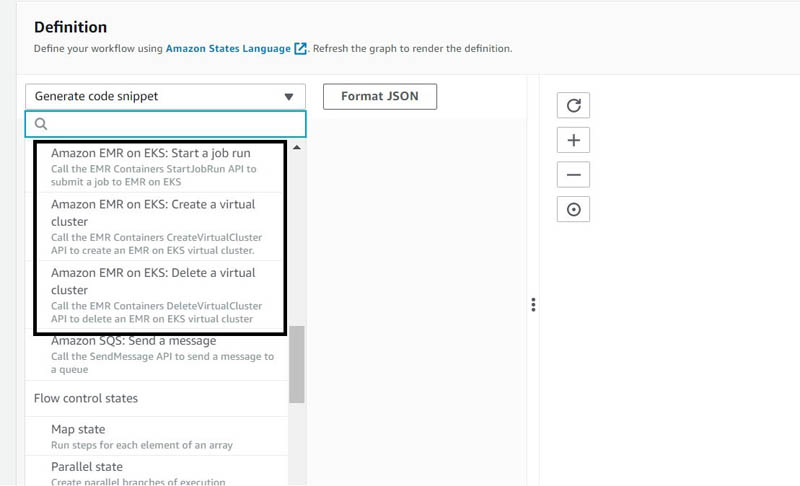 Definition
Define your workflow using Amazon States Language . Refresh the graph to render the definition.
Generate code snippet
Format JSON
Amazon EMR on EKS: Start a job run
Call the EMR Containers StartJobRun API to
submit a job to EMR on EKS
Amazon EMR on EKS: Create a virtual
cluster
Call the EMR Containers CreateVirtualCluster
API to create an EMR on EKS virtual cluster.
Amazon EMR on EKS: Delete a virtual
cluster
Call the EMR Containers DeleteVirtualCluster
API to delete an EMR on EKS virtual cluster
Amazon SQS: Send a message
Call the SendMessage API to send a message to
a queue
Flow control states
Map state
Run steps for each element of an array
Parallel state
Create parallel branches of execution